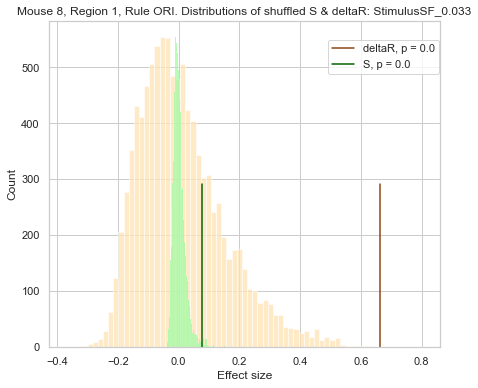 Mouse 8, Region 1, Rule ORI. Distributions of shuffled S & deltaR: StimulusSF_0.033
deltaR, p = 0.0
S, p = 0.0
500
400
300
200
100
0
Count
−0.4 −0.2 0.0 0.2 0.4 0.6 0.8
Effect size